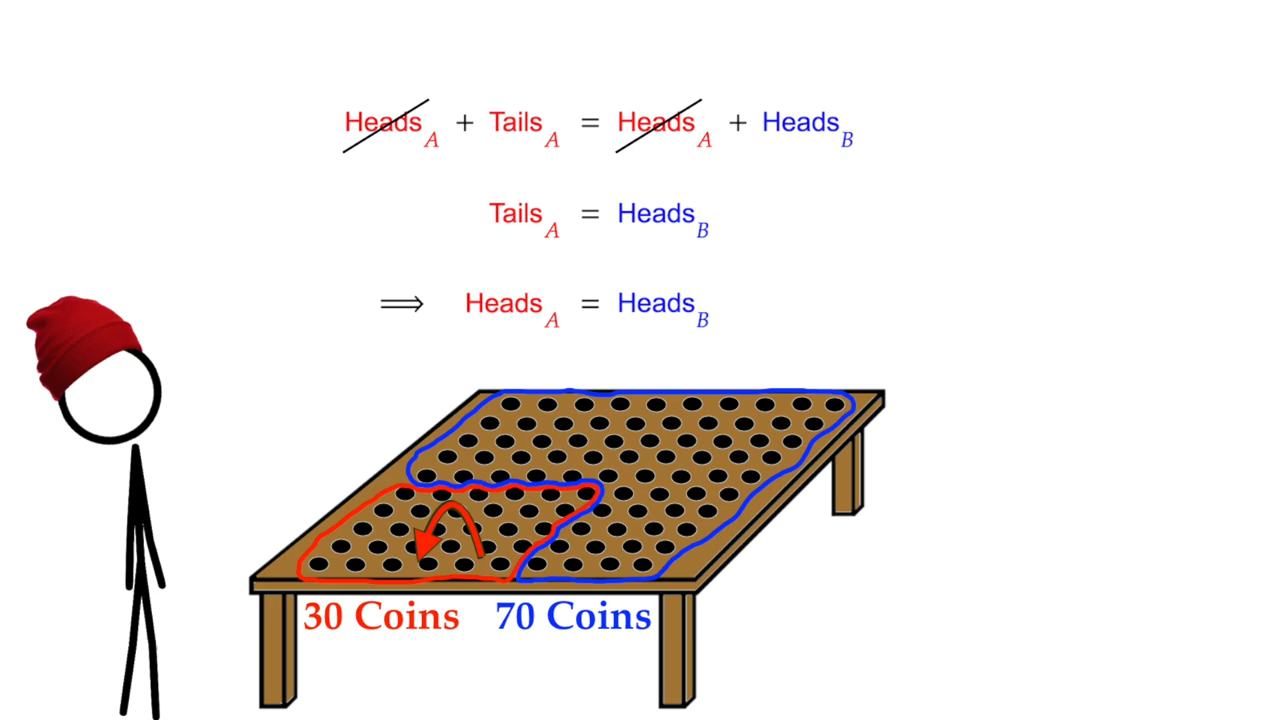 Heads_A + Tails_A = Heads_A + Heads_B
Tails_A = Heads_B
⟹ Heads_A = Heads_B
30 Coins 70 Coins